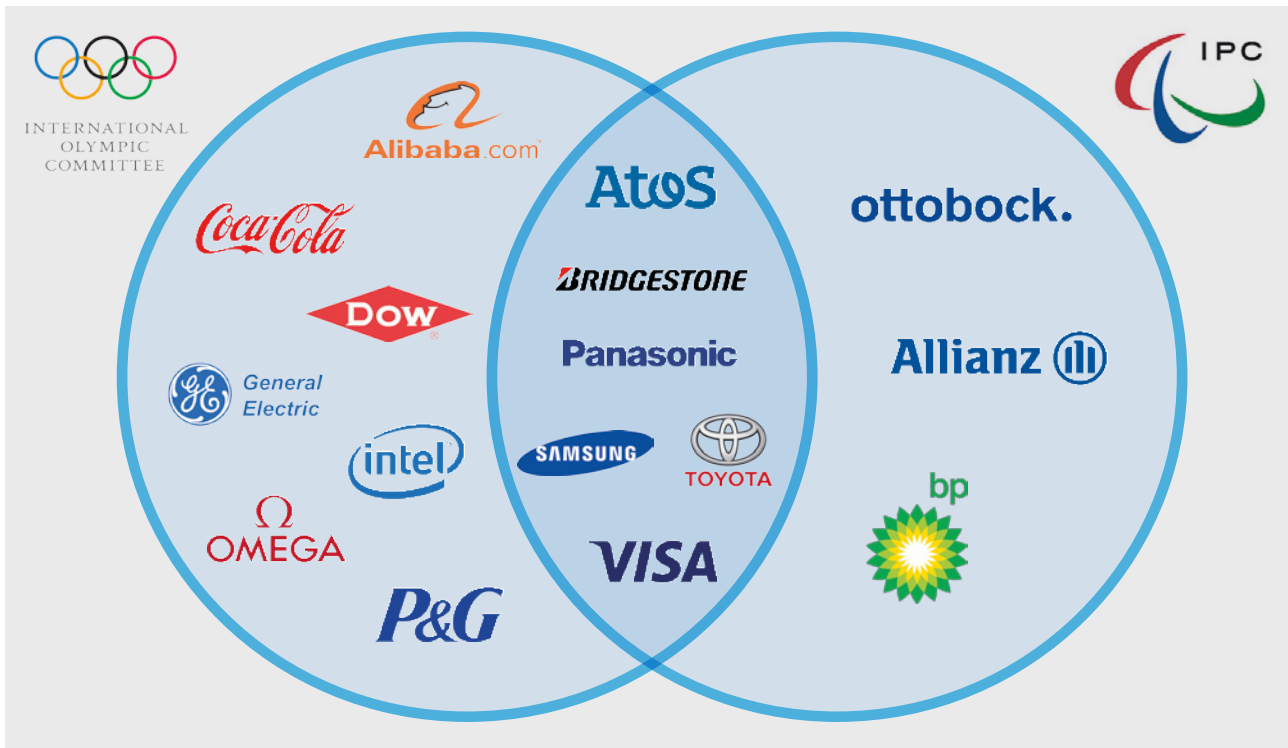 INTERNATIONAL
OLYMPIC
COMMITTEE
IPC
Alibaba.com
Coca-Cola
DOW
GE
General
Electric
intel
Ω
OMEGA
P&G
Atos
BRIDGESTONE
Panasonic
SAMSUNG
TOYOTA
VISA
ottobock.
Allianz
bp